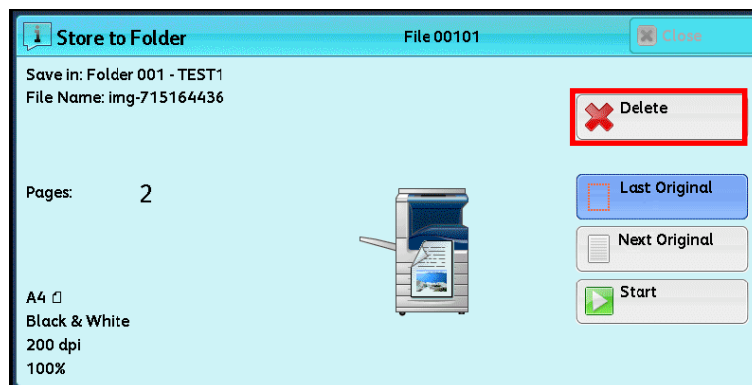 Store to Folder
File 00101
Close
Save in: Folder 001 - TEST1
File Name: img-715164436
Delete
Pages: 2
Last Original
Next Original
Start
A4
Black & White
200 dpi
100%